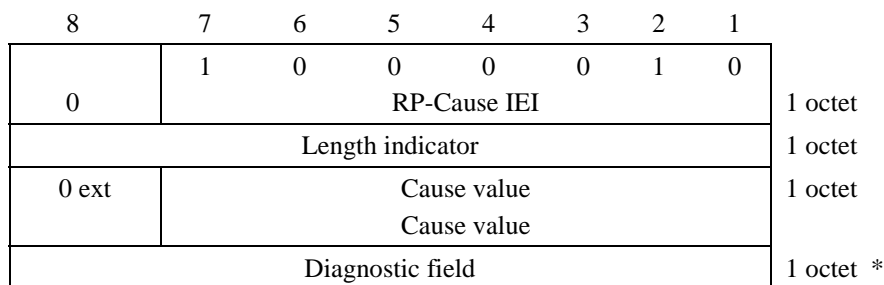 8 7 6 5 4 3 2 1
1 0 0 0 0 1 0
0 RP-Cause IEI 1 octet
Length indicator 1 octet
0 ext Cause value 1 octet
Cause value
Diagnostic field 1 octet *